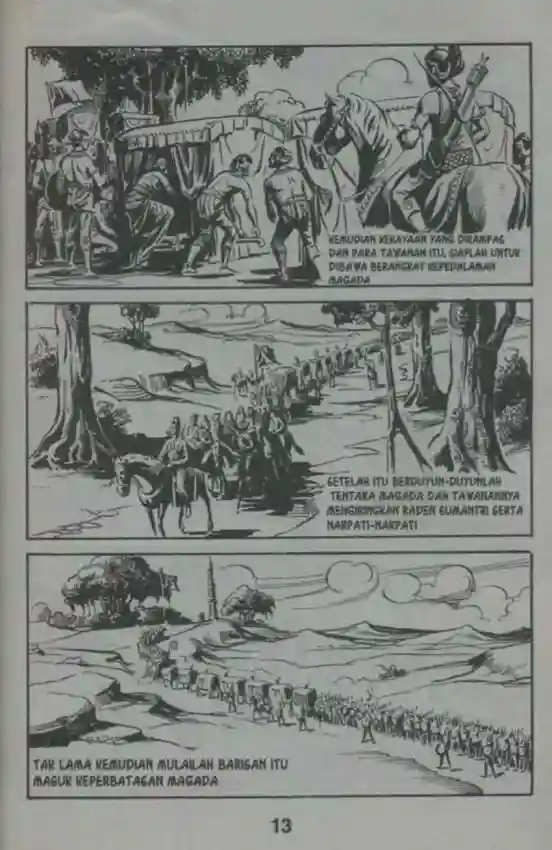 KEMUDIAN KEKAYAAN YANG DIRAMPAS
DAN PARA TAWANAN ITU, SIAPLAH UNTUK
DIBAWA BERANGKAT KEPEDALAMAN
MAGADA
SETELAH ITU BERDUYUN-DUYUNLAH
TENTARA MAGADA DAN TAWANANNYA
MENGIRINGKAN RADEN SUMANTRI SERTA
NARPATI-NARPATI
TAK LAMA KEMUDIAN MULAILAH BARISAN ITU
MASUK KEPERBATASAN MAGADA
13